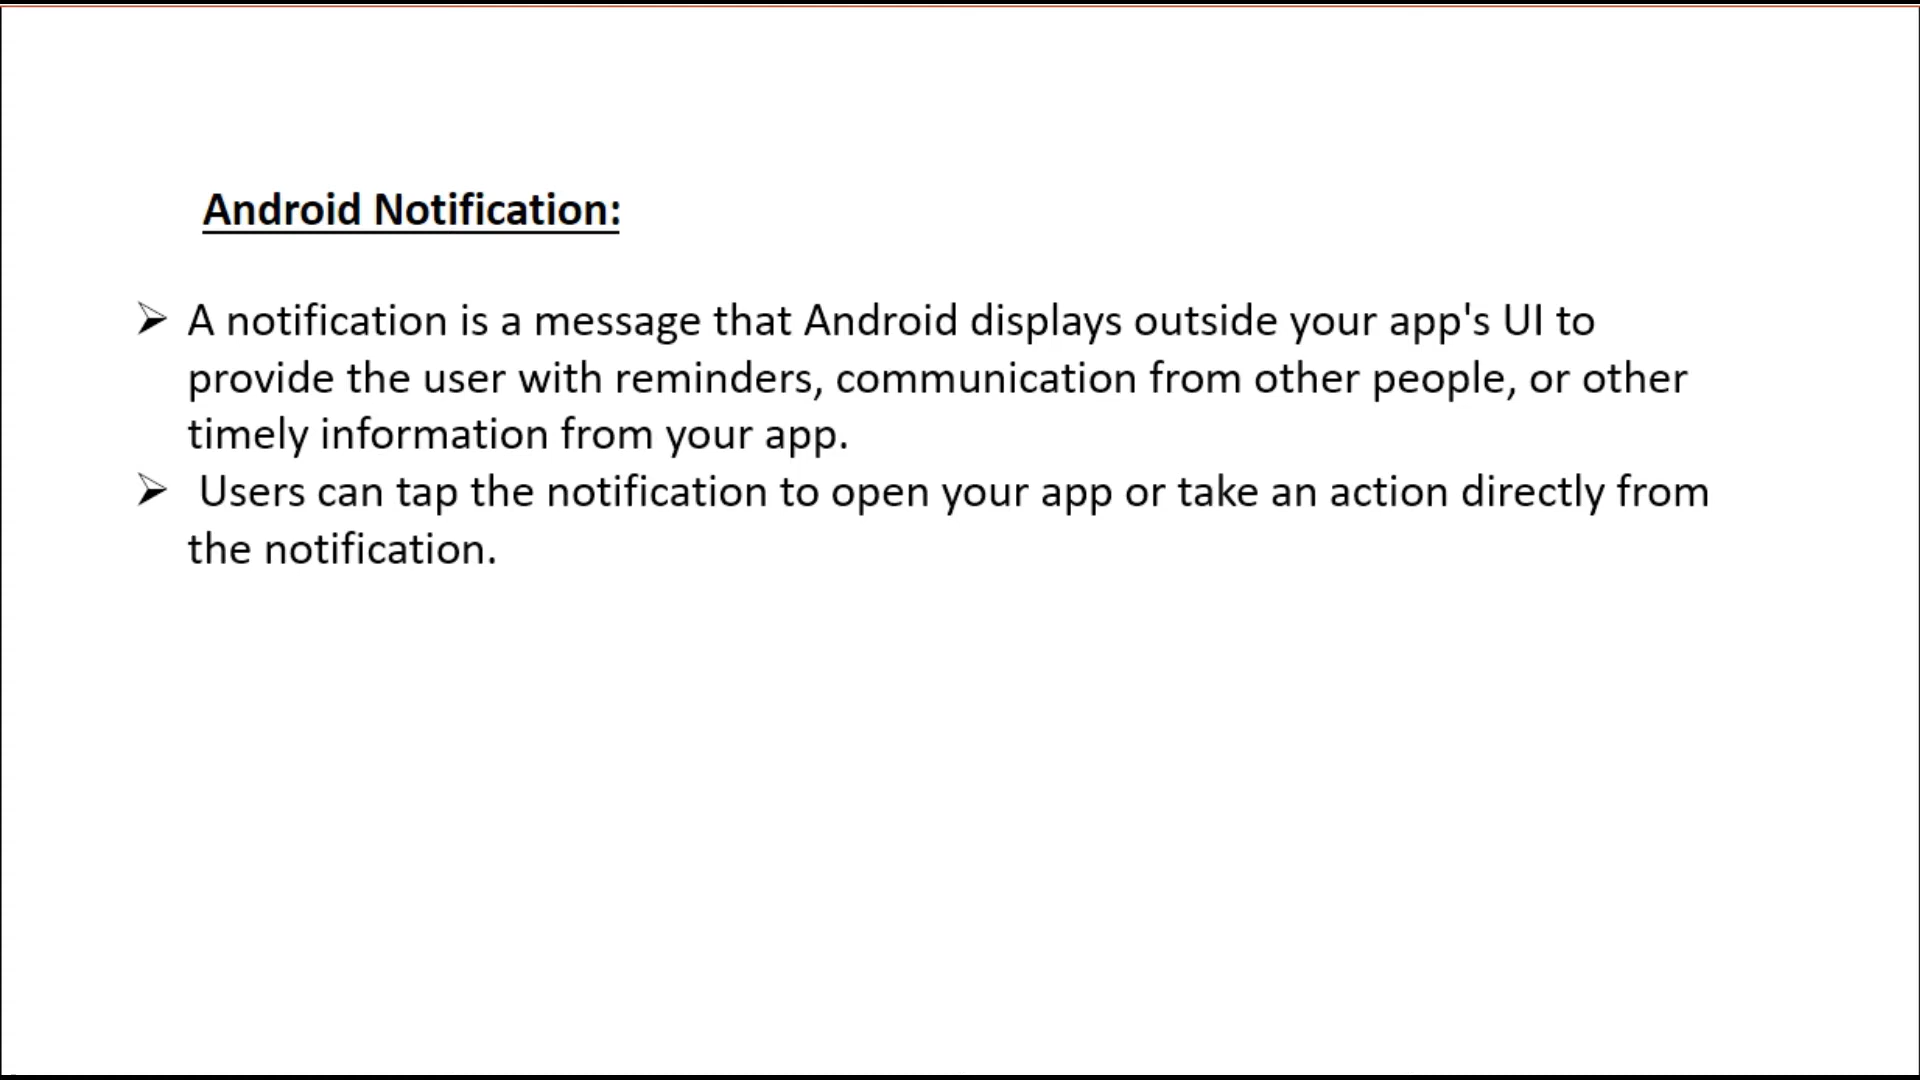 Android Notification:
➢ A notification is a message that Android displays outside your app's UI to
provide the user with reminders, communication from other people, or other
timely information from your app.
➢ Users can tap the notification to open your app or take an action directly from
the notification.